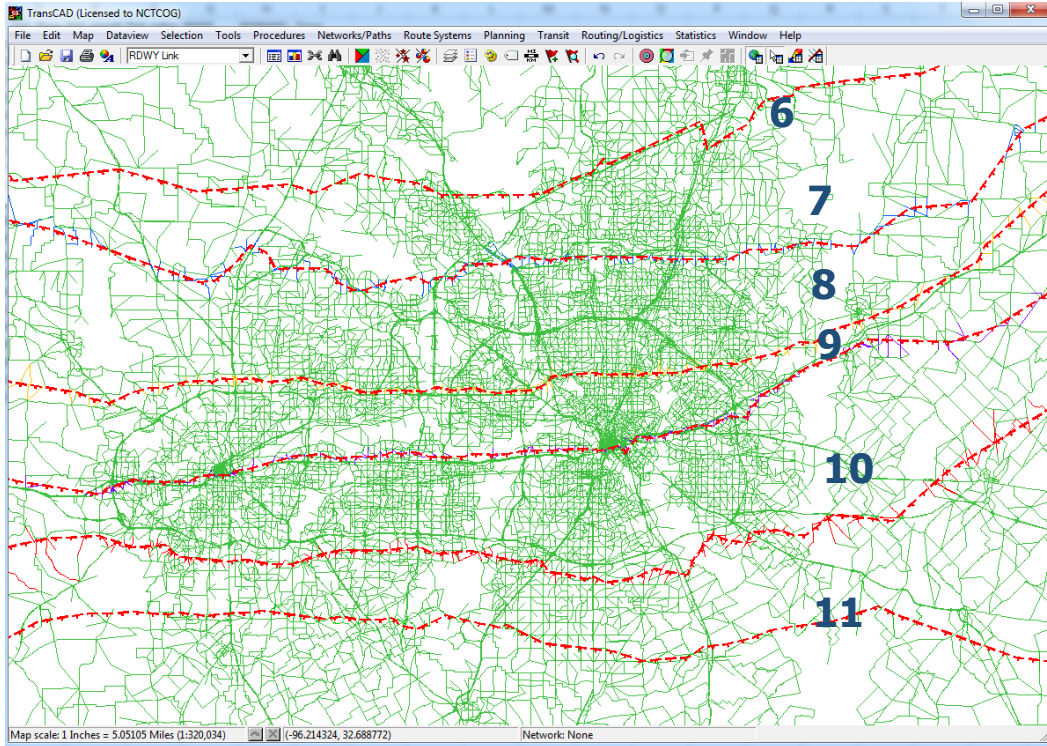 TransCAD (Licensed to NCTCOG)
File Edit Map Dataview Selection Tools Procedures Networks/Paths Route Systems Planning Transit Routing/Logistics Statistics Window Help
RDWY Link
6
7
8
9
10
11
Map scale: 1 Inches = 5.05105 Miles (1:320,034) (-96.214324, 32.688772) Network: None